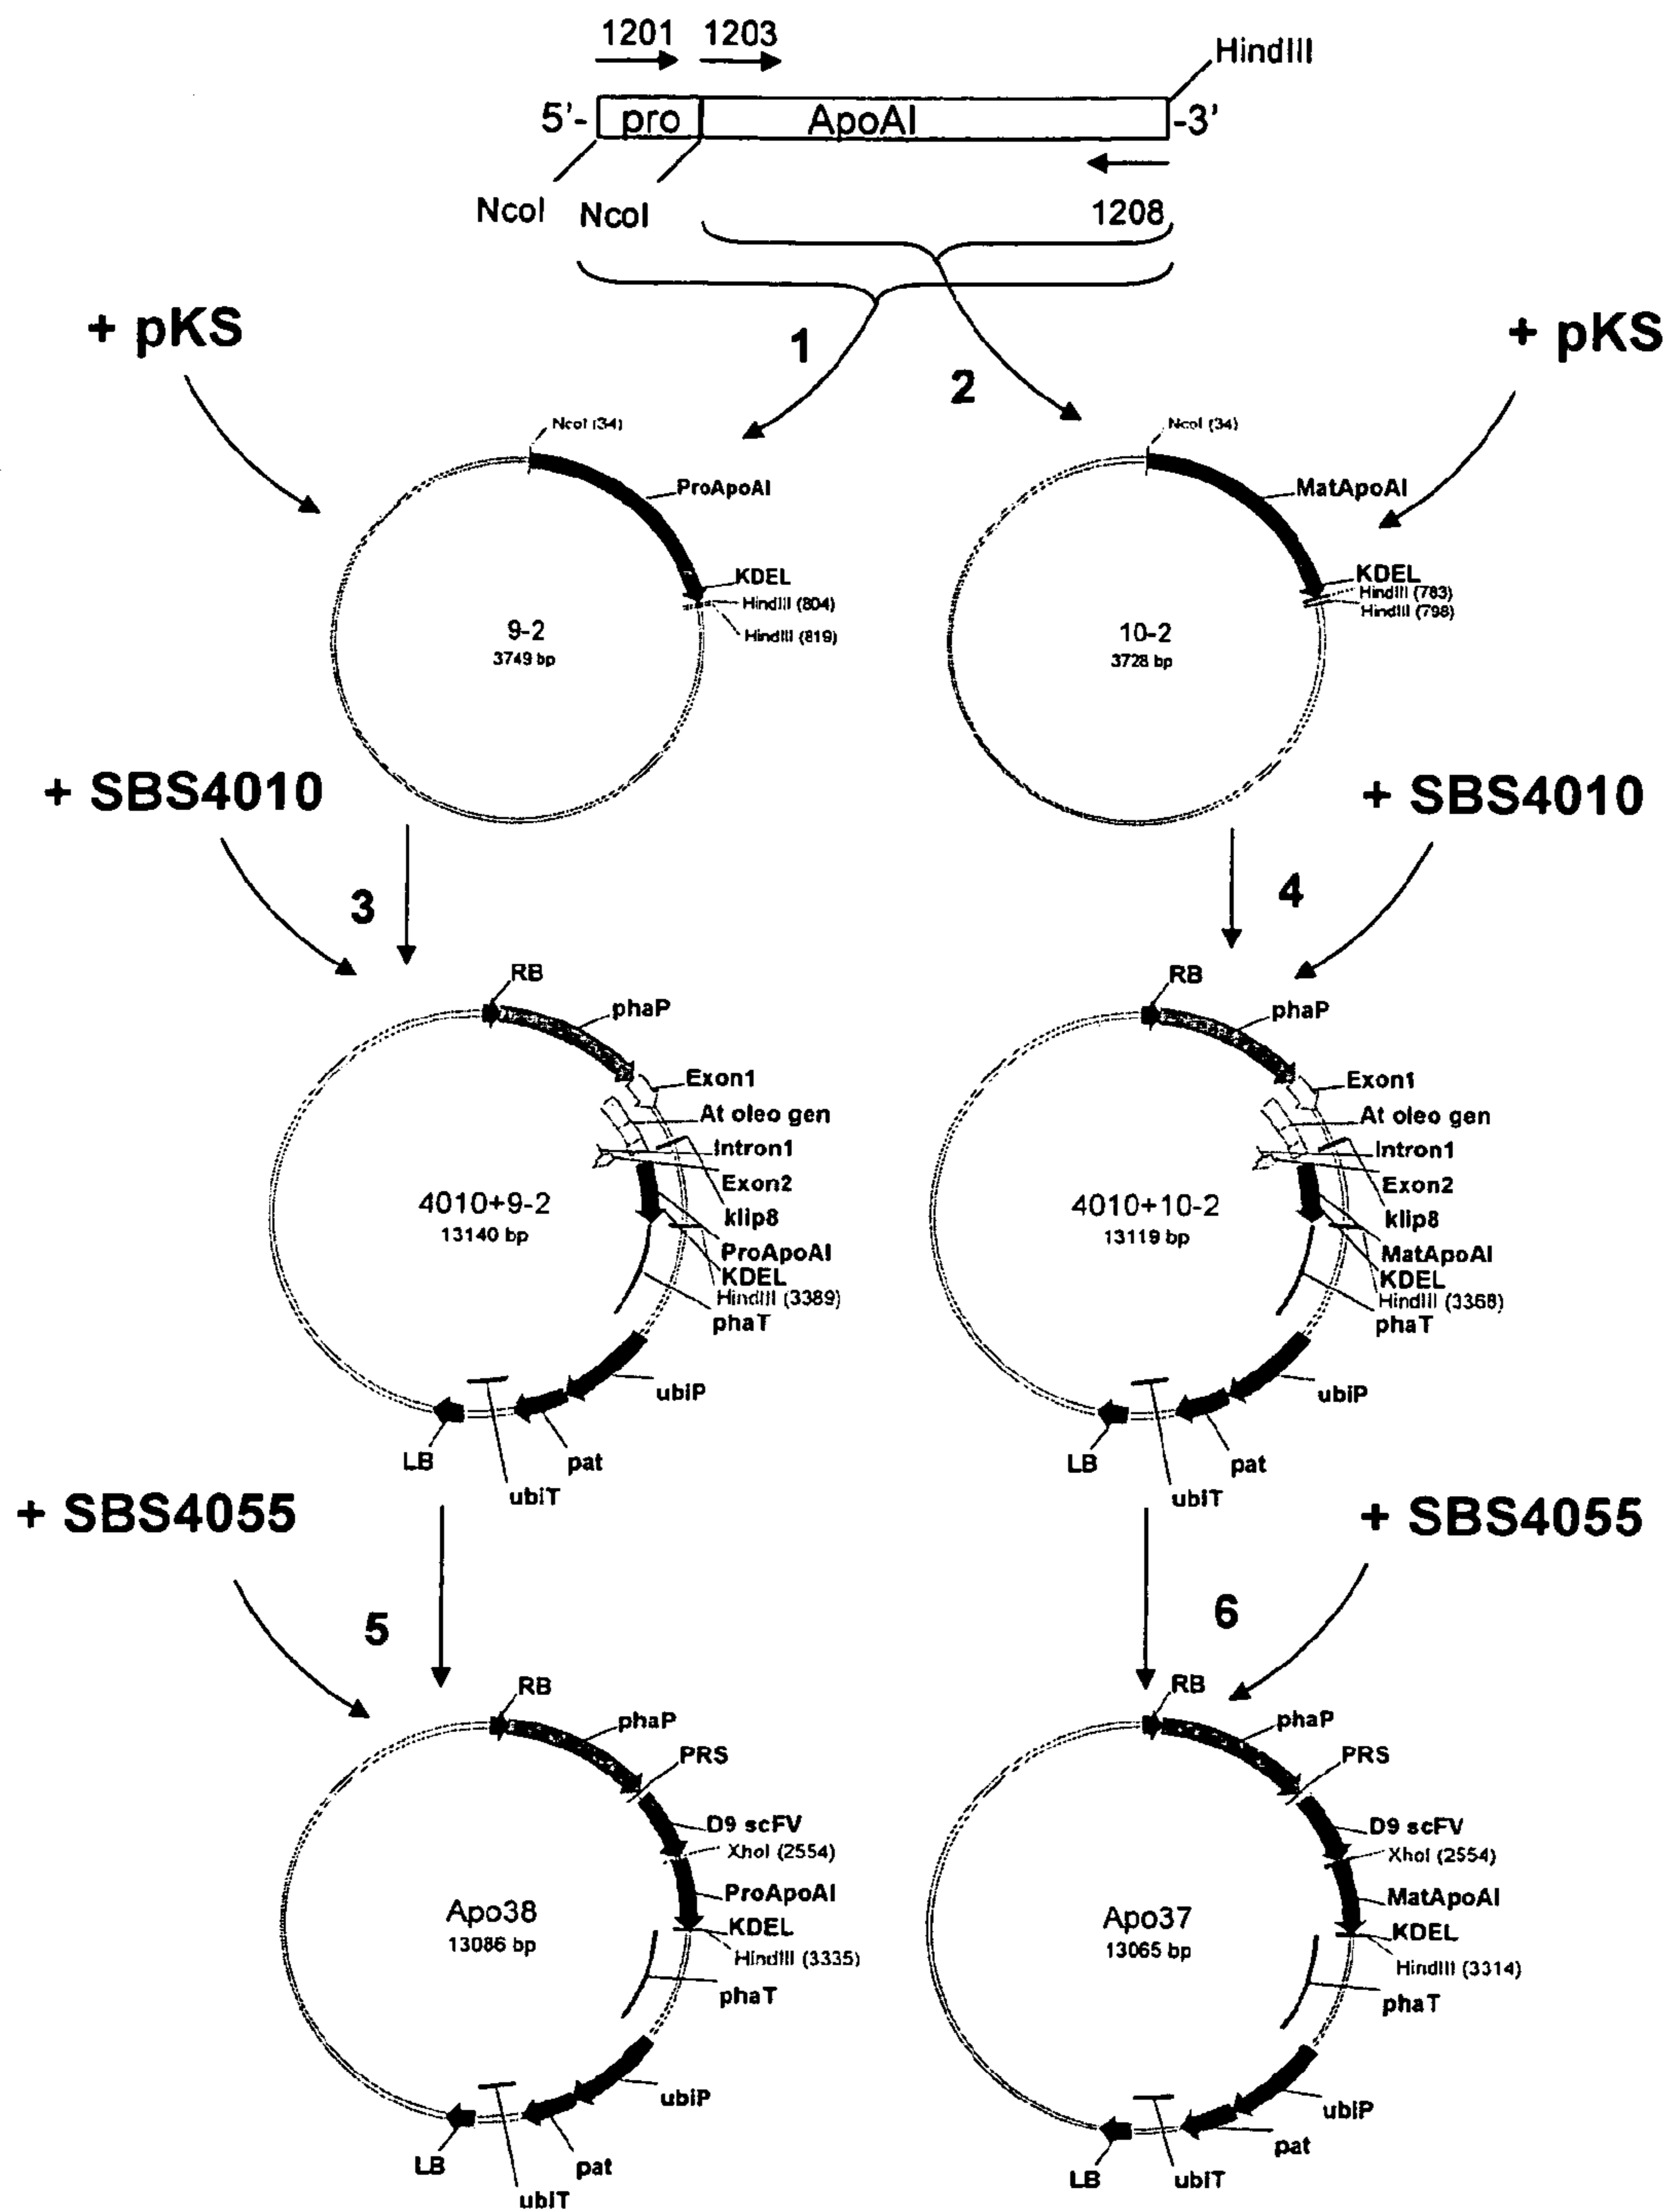 1201 1203
HindIII
5'- pro ApoAI -3'
NcoI NcoI
1208
+ pKS
+ pKS
1
2
NcoI (34)
ProApoAI
KDEL
HindIII (804)
HindIII (819)
9-2
3749 bp
NcoI (34)
MatApoAI
KDEL
HindIII (783)
HindIII (798)
10-2
3728 bp
+ SBS4010
+ SBS4010
3
4
RB
phaP
Exon1
At oleo gen
Intron1
Exon2
klip8
ProApoAI
KDEL
HindIII (3389)
phaT
ubiP
pat
ubiT
LB
4010+9-2
13140 bp
RB
phaP
Exon1
At oleo gen
Intron1
Exon2
klip8
MatApoAI
KDEL
HindIII (3368)
phaT
ubiP
pat
ubiT
LB
4010+10-2
13119 bp
+ SBS4055
+ SBS4055
5
6
RB
phaP
PRS
D9 scFV
XhoI (2554)
ProApoAI
KDEL
HindIII (3335)
phaT
ubiP
pat
ubiT
LB
Apo38
13086 bp
RB
phaP
PRS
D9 scFV
XhoI (2554)
MatApoAI
KDEL
HindIII (3314)
phaT
ubiP
pat
ubiT
LB
Apo37
13065 bp